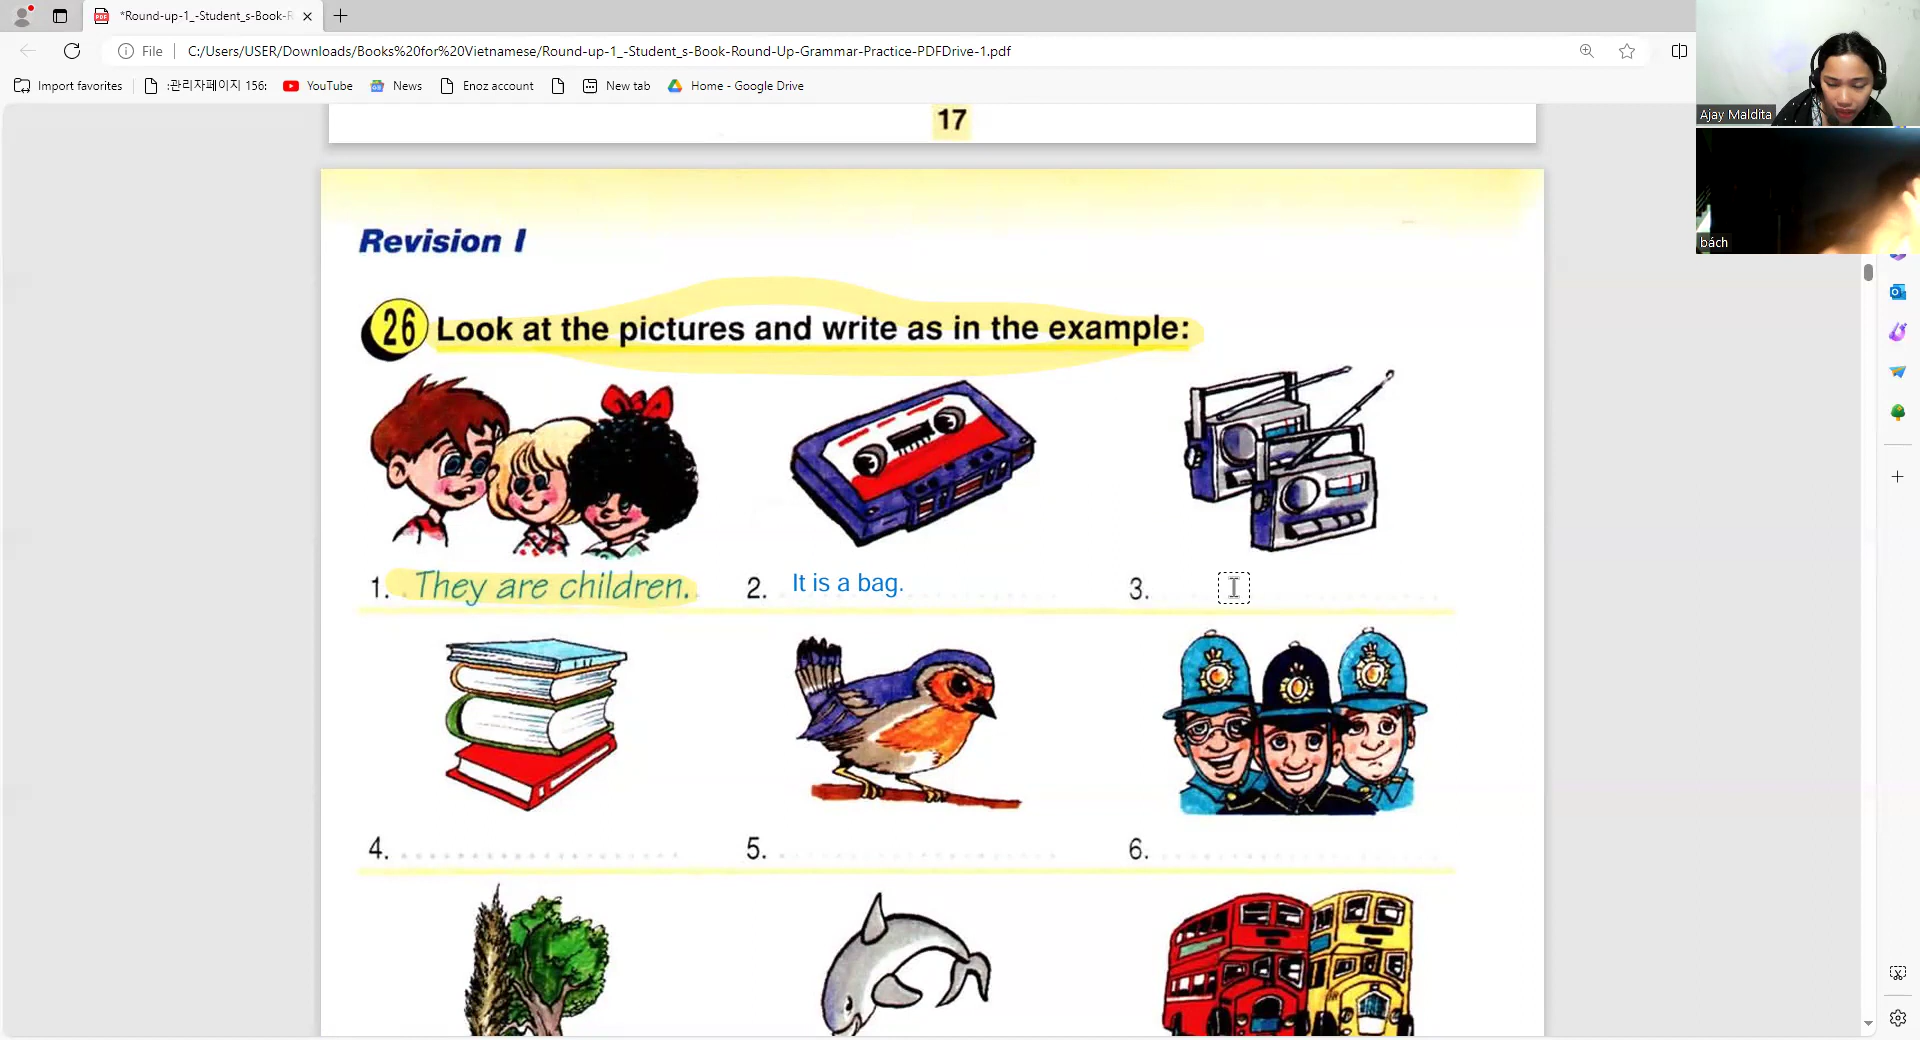 *Round-up-1_-Student_s-Book-R
File
C:/Users/USER/Downloads/Books%20for%20Vietnamese/Round-up-1_-Student_s-Book-Round-Up-Grammar-Practice-PDFDrive-1.pdf
Import favorites
:관리자페이지 156:
YouTube
News
Enoz account
New tab
Home - Google Drive
Ajay Maldita
bách
17
Revision I
26 Look at the pictures and write as in the example:
1. They are children.
2. It is a bag.
3.
4.
5.
6.